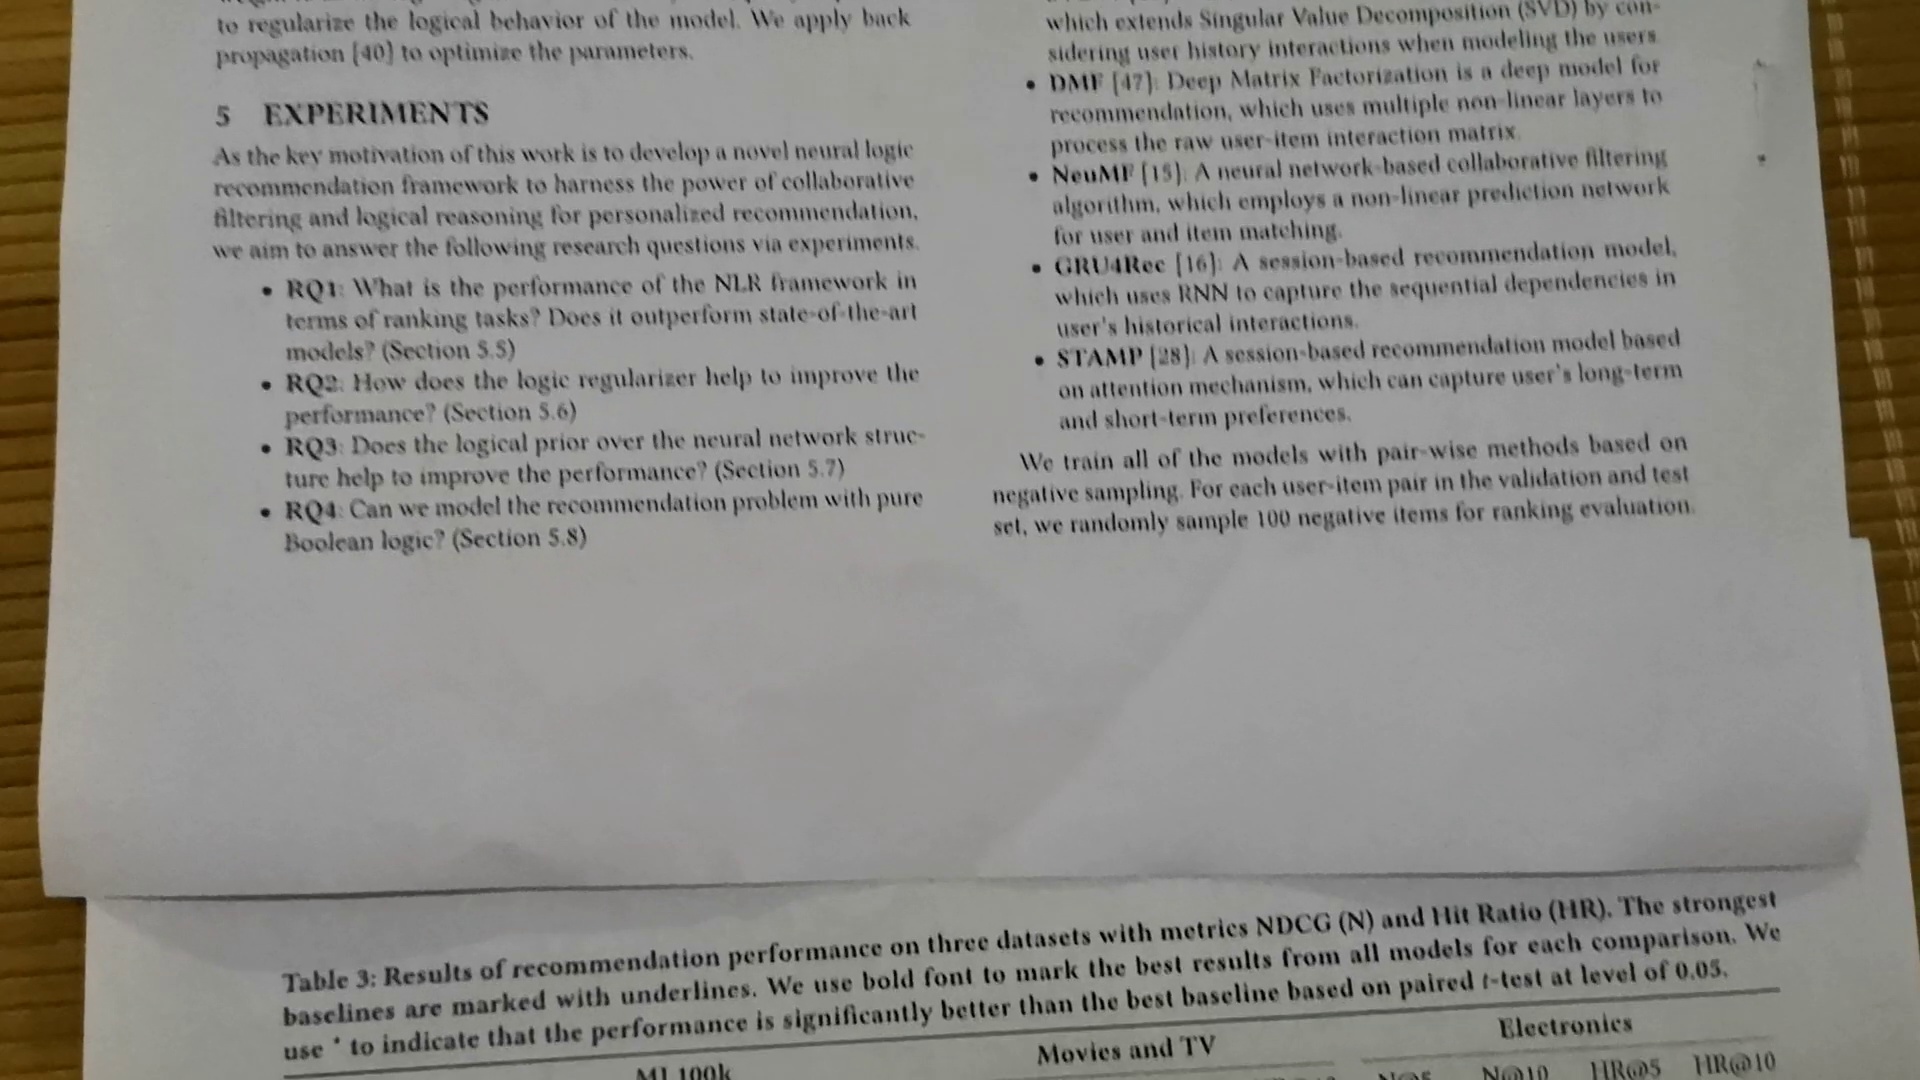 to regularize the logical behavior of the model. We apply back
propagation [40] to optimize the parameters.
5 EXPERIMENTS
As the key motivation of this work is to develop a novel neural logic
recommendation framework to harness the power of collaborative
filtering and logical reasoning for personalized recommendation,
we aim to answer the following research questions via experiments.
• RQ1: What is the performance of the NLR framework in
terms of ranking tasks? Does it outperform state-of-the-art
models? (Section 5.5)
• RQ2: How does the logic regularizer help to improve the
performance? (Section 5.6)
• RQ3: Does the logical prior over the neural network struc-
ture help to improve the performance? (Section 5.7)
• RQ4: Can we model the recommendation problem with pure
Boolean logic? (Section 5.8)
which extends Singular Value Decomposition (SVD) by con-
sidering user history interactions when modeling the users.
• DMF [47]: Deep Matrix Factorization is a deep model for
recommendation, which uses multiple non-linear layers to
process the raw user-item interaction matrix.
• NeuMF [15]: A neural network-based collaborative filtering
algorithm, which employs a non-linear prediction network
for user and item matching.
• GRU4Rec [16]: A session-based recommendation model,
which uses RNN to capture the sequential dependencies in
user's historical interactions.
• STAMP [28]: A session-based recommendation model based
on attention mechanism, which can capture user's long-term
and short-term preferences.
We train all of the models with pair-wise methods based on
negative sampling. For each user-item pair in the validation and test
set, we randomly sample 100 negative items for ranking evaluation.
Table 3: Results of recommendation performance on three datasets with metrics NDCG (N) and Hit Ratio (HR). The strongest
baselines are marked with underlines. We use bold font to mark the best results from all models for each comparison. We
use * to indicate that the performance is significantly better than the best baseline based on paired t-test at level of 0.05.
ML100k Movies and TV Electronics
N@5 N@10 HR@5 HR@10